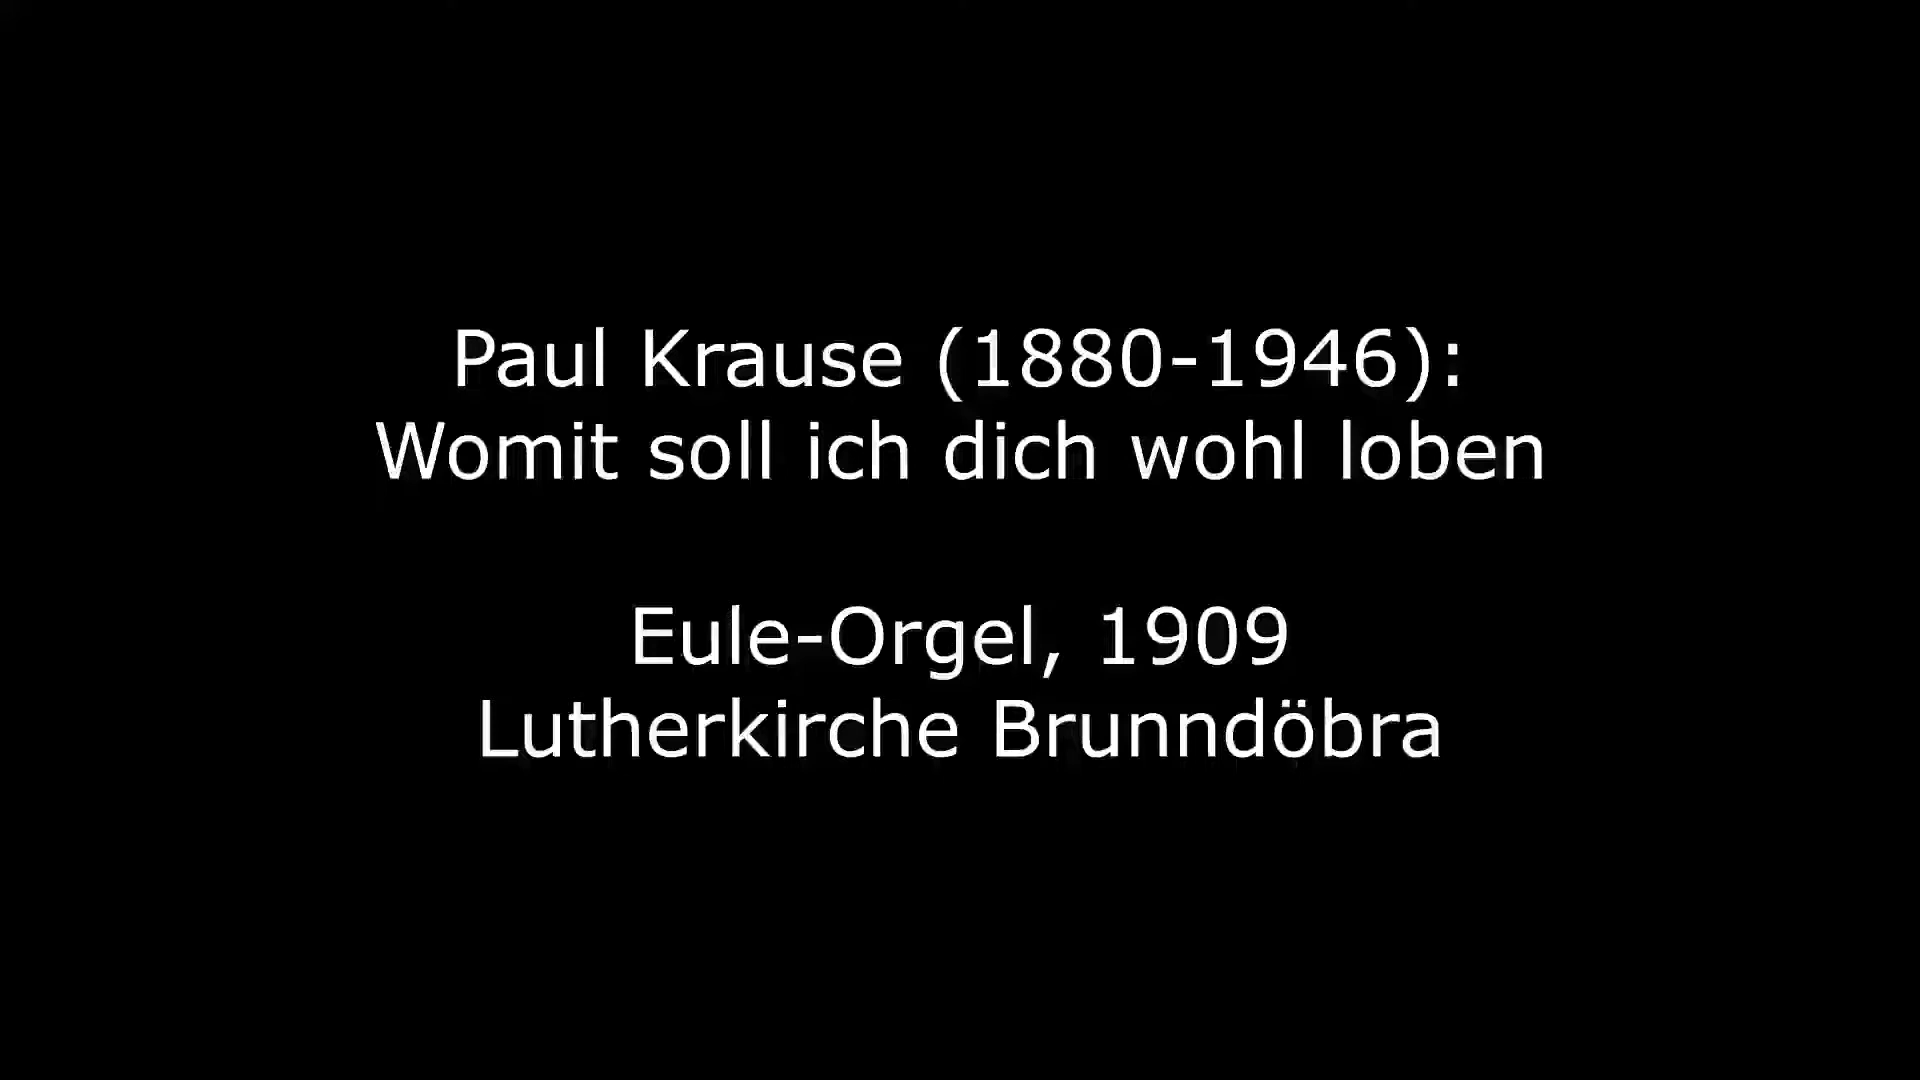 Paul Krause (1880-1946):
Womit soll ich dich wohl loben
Eule-Orgel, 1909
Lutherkirche Brunndöbra